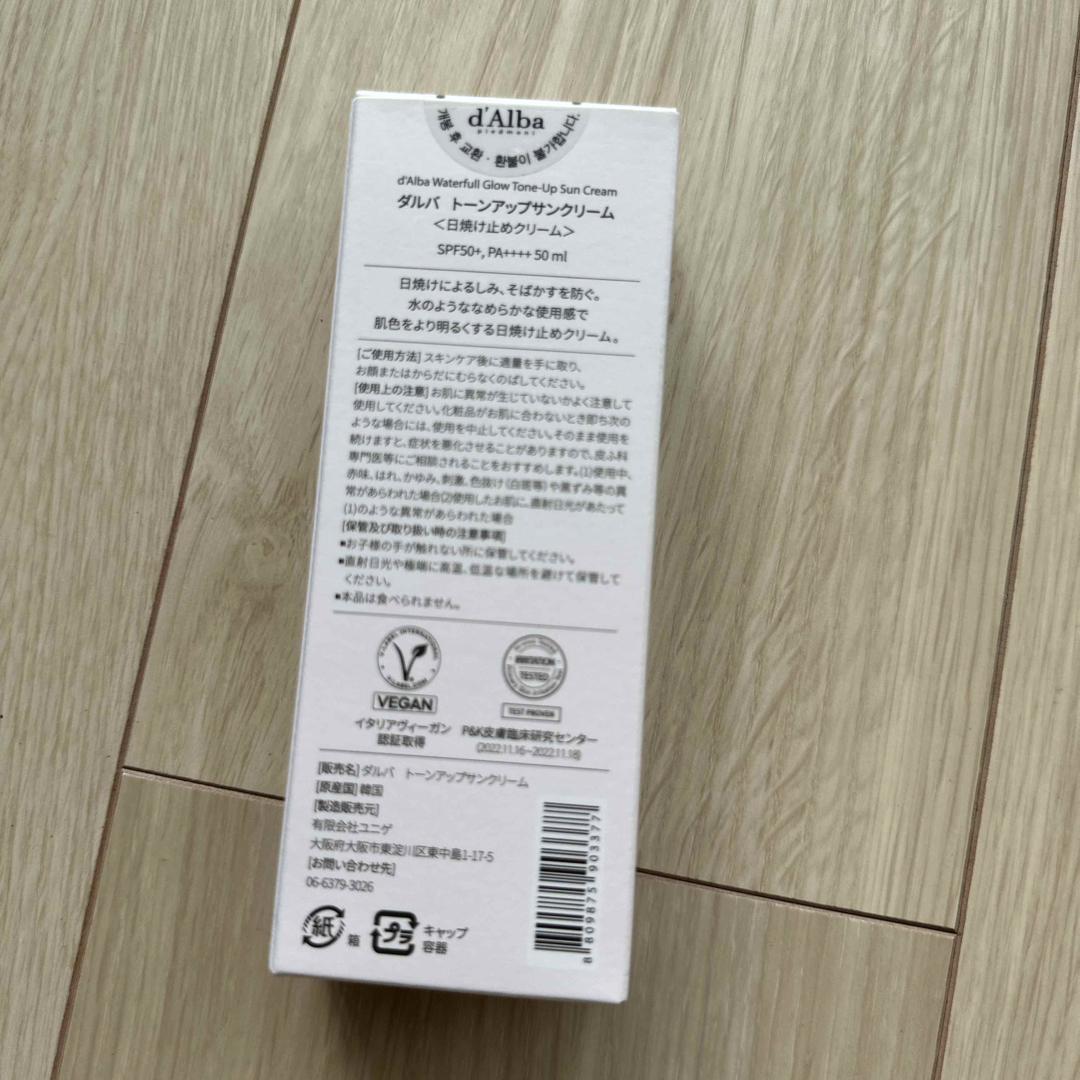 d'Alba
piedmont
개봉 후 교환 · 환불이 불가합니다.
d'Alba Waterfull Glow Tone-Up Sun Cream
ダルバ トーンアップサンクリーム
<日焼け止めクリーム>
SPF50+, PA++++ 50 ml
日焼けによるしみ、そばかすを防ぐ。
水のようななめらかな使用感で
肌色をより明るくする日焼け止めクリーム。
[ご使用方法] スキンケア後に適量を手に取り、
お顔またはからだにむらなくのばしてください。
[使用上の注意] お肌に異常が生じていないかよく注意して
使用してください。化粧品がお肌に合わないとき即ち次の
ような場合には、使用を中止してください。そのまま使用を
続けますと、症状を悪化させることがありますので、皮ふ科
専門医等にご相談されることをおすすめします。(1)使用中、
赤味、はれ、かゆみ、刺激、色抜け(白斑等)や黒ずみ等の異
常があらわれた場合(2)使用したお肌に、直射日光があたって
(1)のような異常があらわれた場合
[保管及び取り扱い時の注意事項]
■お子様の手が触れない所に保管してください。
■直射日光や極端に高温、低温な場所を避けて保管して
ください。
■本品は食べられません。
V-LABEL INTERNATIONAL
V-LABEL.COM
VEGAN
イタリアヴィーガン
認証取得
IRRITATION
TESTED
TEST PROVEN
P&K皮膚臨床研究センター
(2022.11.16~2022.11.18)
[販売名] ダルバ トーンアップサンクリーム
[原産国] 韓国
[製造販売元]
有限会社ユニゲ
大阪府大阪市東淀川区東中島1-17-5
[お問い合わせ先]
06-6379-3026
紙 箱
プラ キャップ
容器
8809875903377